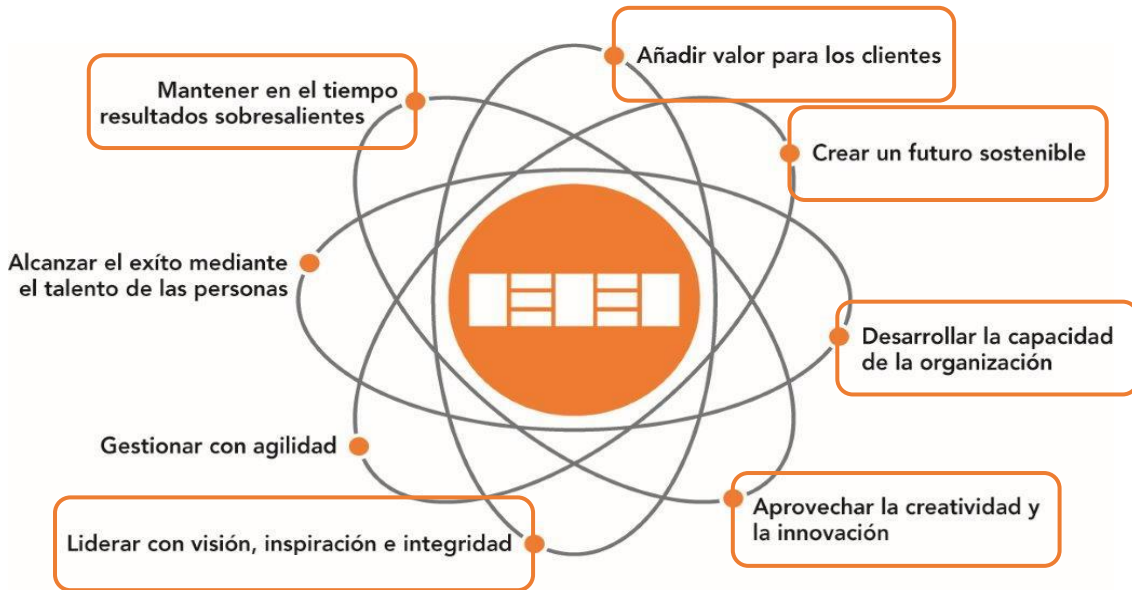 Añadir valor para los clientes
Mantener en el tiempo
resultados sobresalientes
Crear un futuro sostenible
Alcanzar el exíto mediante
el talento de las personas
Desarrollar la capacidad
de la organización
Gestionar con agilidad
Aprovechar la creatividad y
la innovación
Liderar con visión, inspiración e integridad